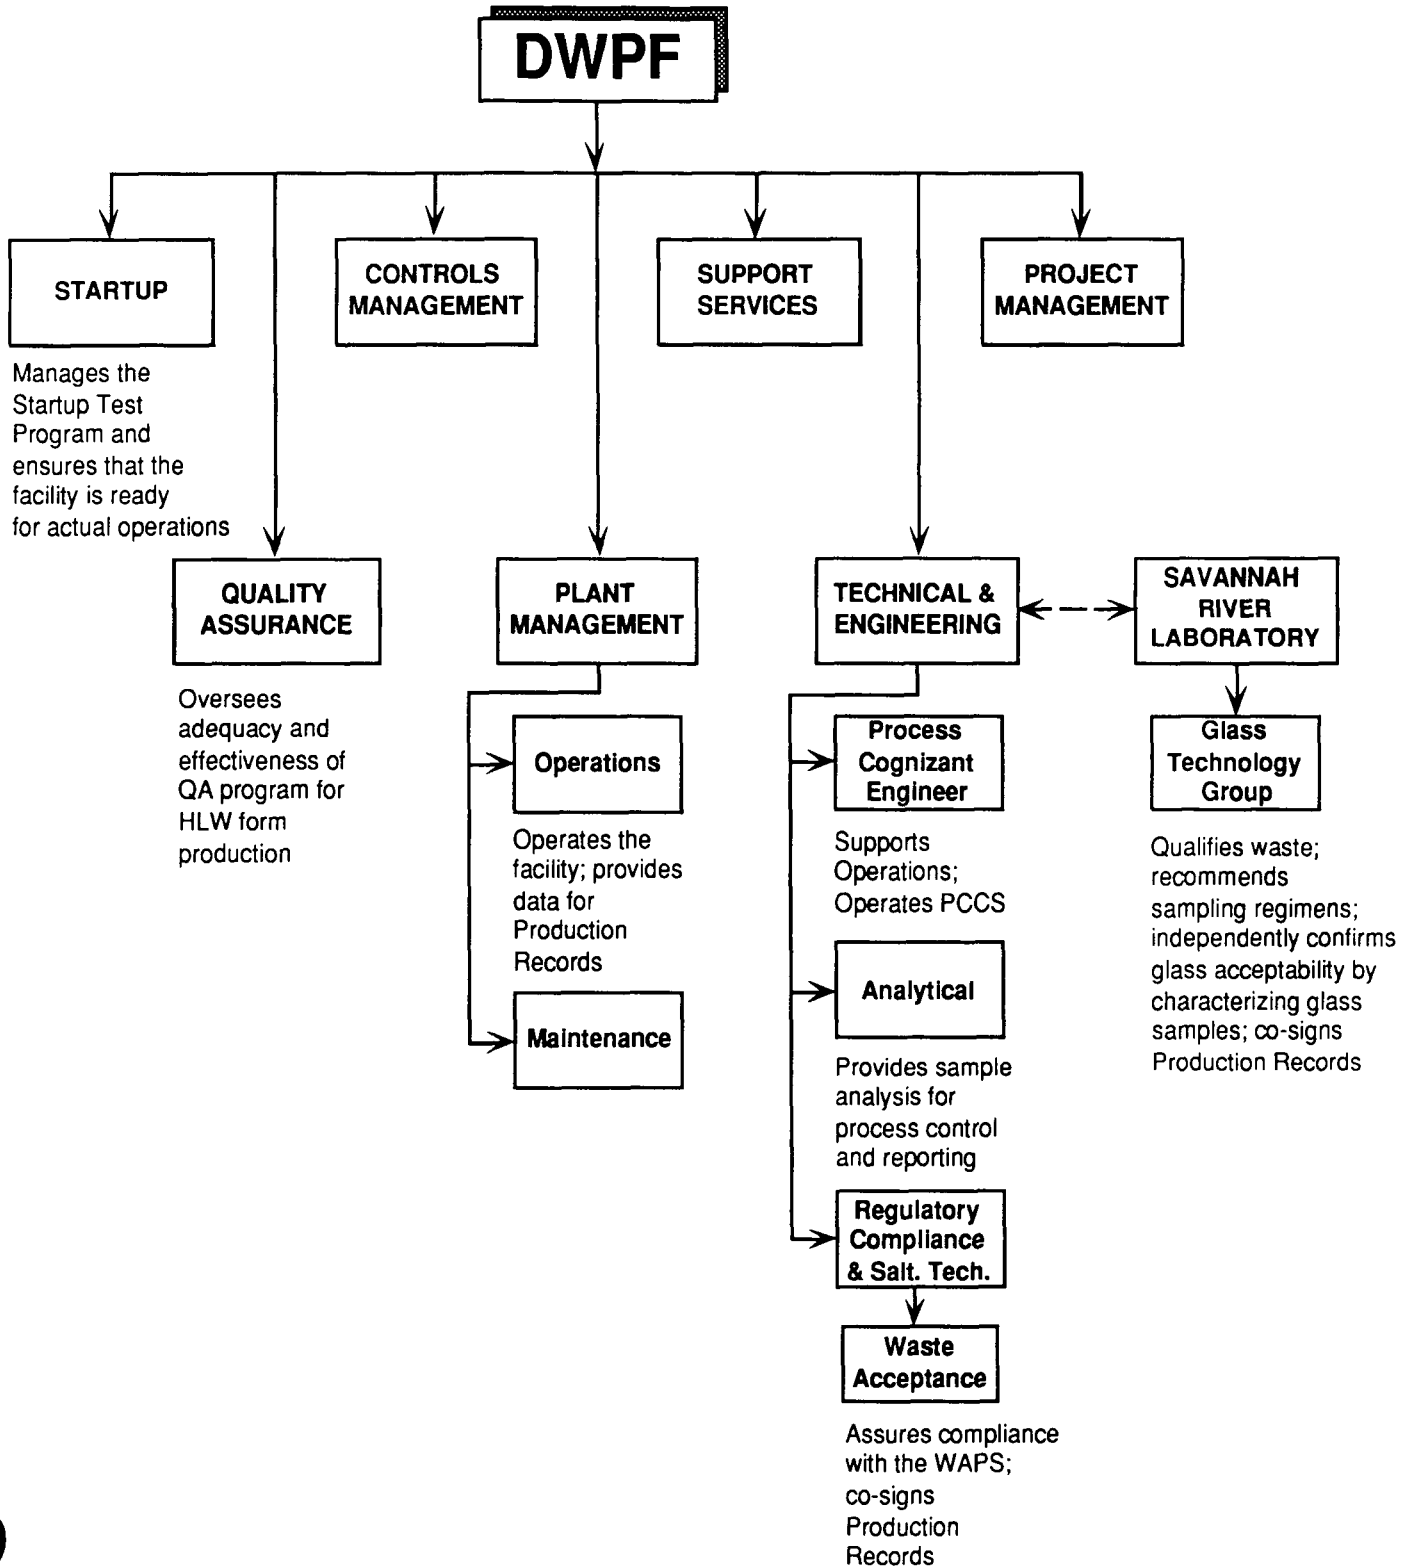 DWPF
STARTUP
Manages the
Startup Test
Program and
ensures that the
facility is ready
for actual operations
CONTROLS
MANAGEMENT
SUPPORT
SERVICES
PROJECT
MANAGEMENT
QUALITY
ASSURANCE
Oversees
adequacy and
effectiveness of
QA program for
HLW form
production
PLANT
MANAGEMENT
Operations
Operates the
facility; provides
data for
Production
Records
Maintenance
TECHNICAL &
ENGINEERING
Process
Cognizant
Engineer
Supports
Operations;
Operates PCCS
Analytical
Provides sample
analysis for
process control
and reporting
Regulatory
Compliance
& Salt. Tech.
Waste
Acceptance
Assures compliance
with the WAPS;
co-signs
Production
Records
SAVANNAH
RIVER
LABORATORY
Glass
Technology
Group
Qualifies waste;
recommends
sampling regimens;
independently confirms
glass acceptability by
characterizing glass
samples; co-signs
Production Records